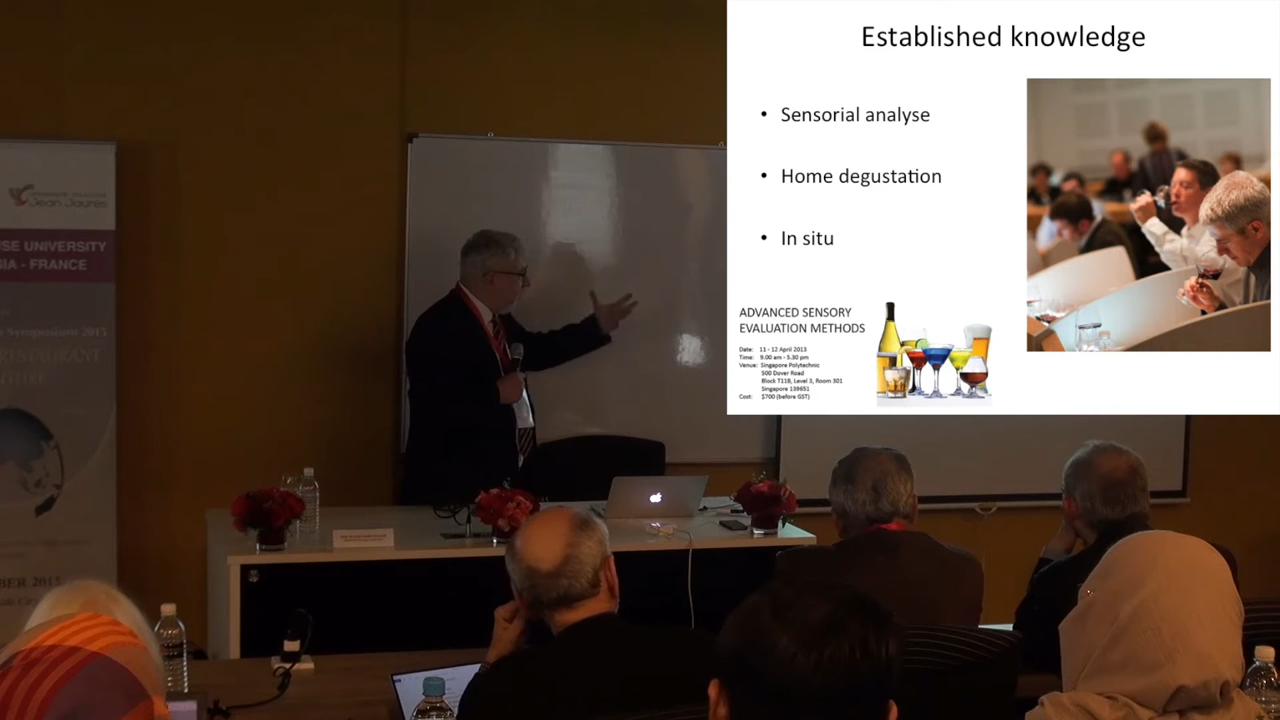 Established knowledge
• Sensorial analyse
• Home degustation
• In situ
ADVANCED SENSORY
EVALUATION METHODS
Date: 11 - 12 April 2013
Time: 9.00 am - 5.30 pm
Venue: Singapore Polytechnic
500 Dover Road
Block T11B, Level 3, Room 301
Singapore 139651
Cost: $700 (before GST)
Jean Jaurès
SE UNIVERSITY
SIA - FRANCE
Symposium 2015
BER 2015